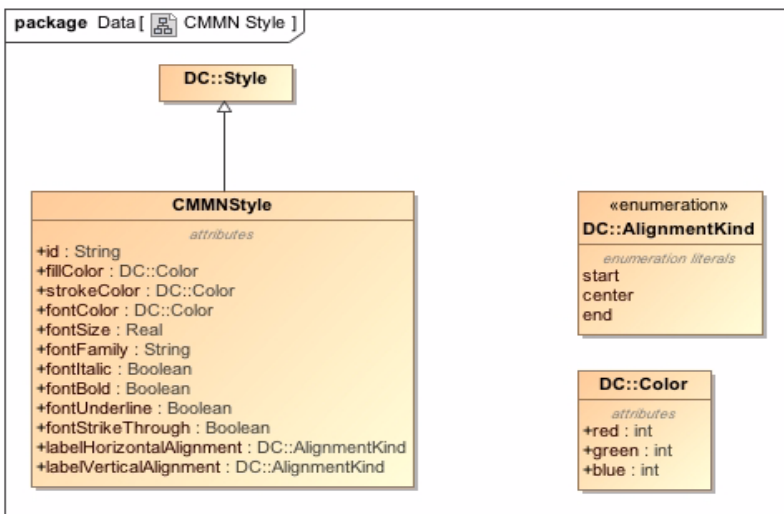 package Data[ CMMN Style ]
DC::Style
CMMNStyle
attributes
+id : String
+fillColor : DC::Color
+strokeColor : DC::Color
+fontColor : DC::Color
+fontSize : Real
+fontFamily : String
+fontItalic : Boolean
+fontBold : Boolean
+fontUnderline : Boolean
+fontStrikeThrough : Boolean
+labelHorizontalAlignment : DC::AlignmentKind
+labelVerticalAlignment : DC::AlignmentKind
«enumeration»
DC::AlignmentKind
enumeration literals
start
center
end
DC::Color
attributes
+red : int
+green : int
+blue : int